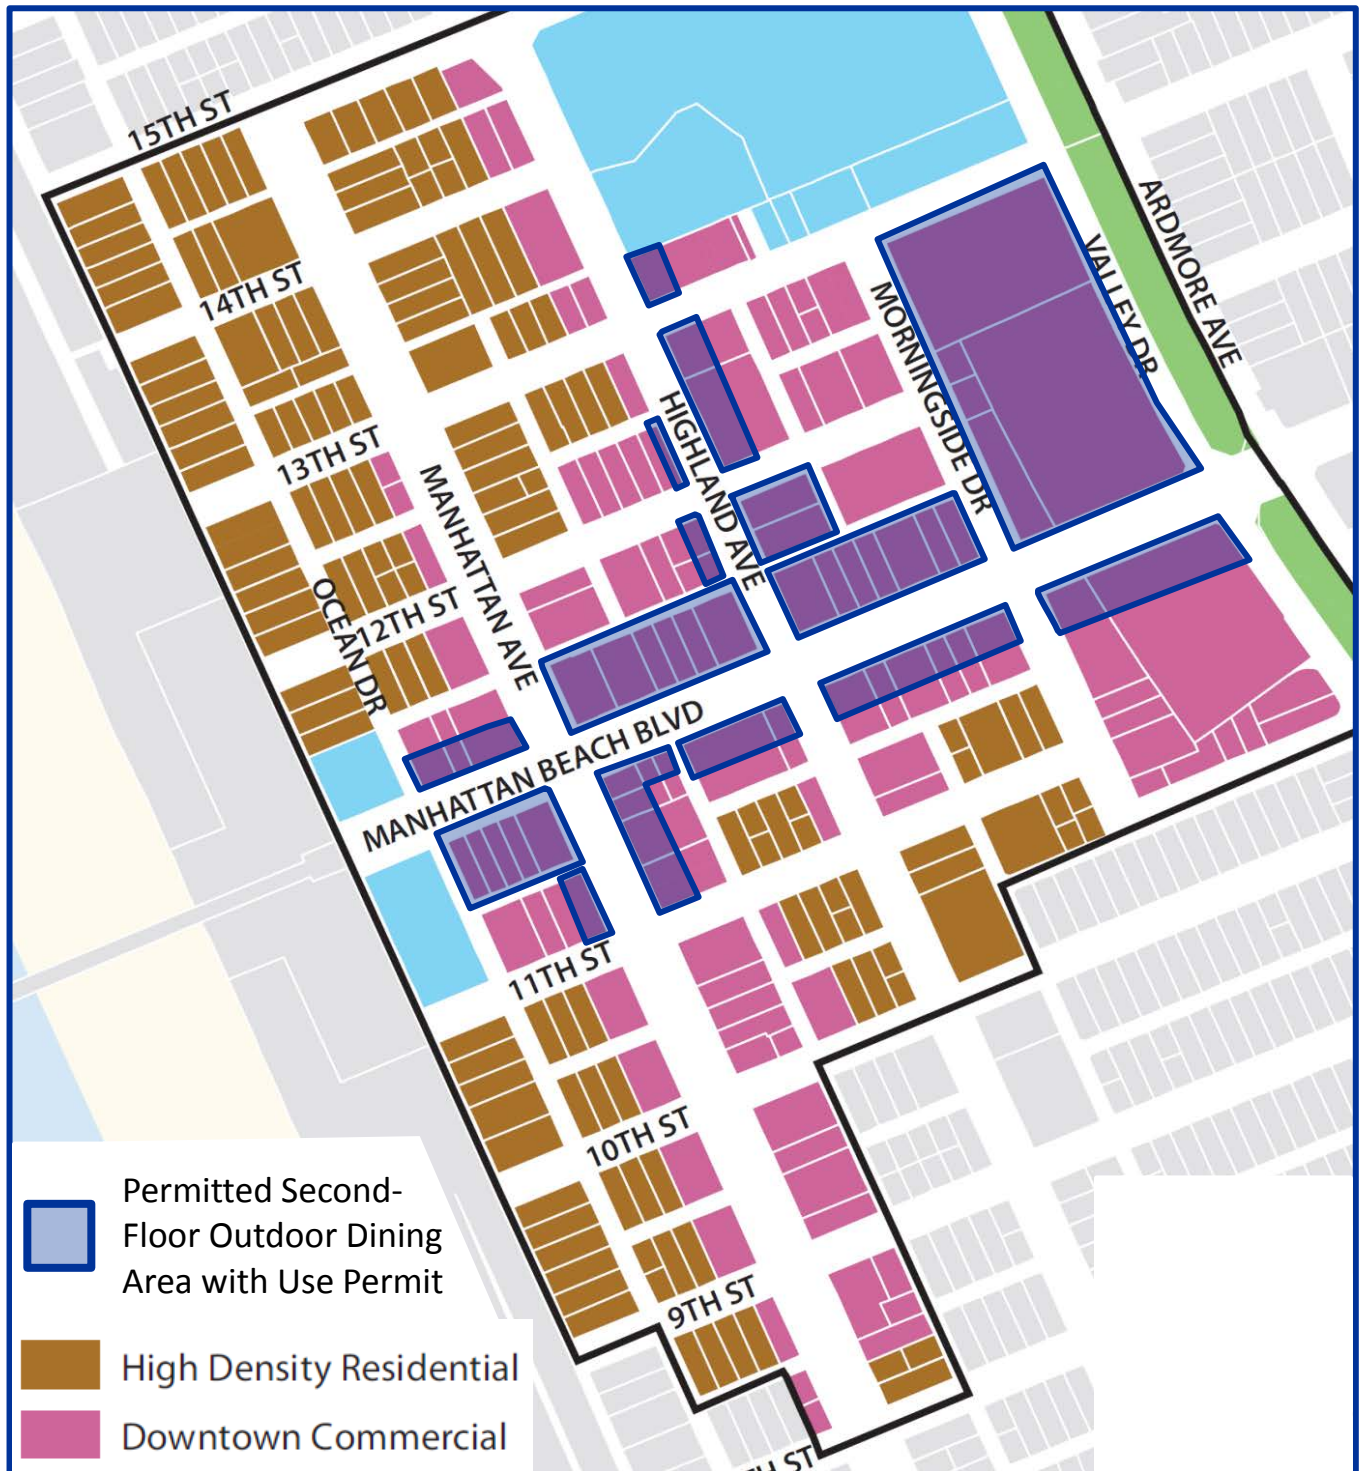 15TH ST
ARDMORE AVE
VALLEY DR
14TH ST
MORNINGSIDE DR
HIGHLAND AVE
13TH ST
MANHATTAN AVE
OCEAN DR
12TH ST
MANHATTAN BEACH BLVD
11TH ST
10TH ST
9TH ST
TH ST
Permitted Second-
Floor Outdoor Dining
Area with Use Permit
High Density Residential
Downtown Commercial